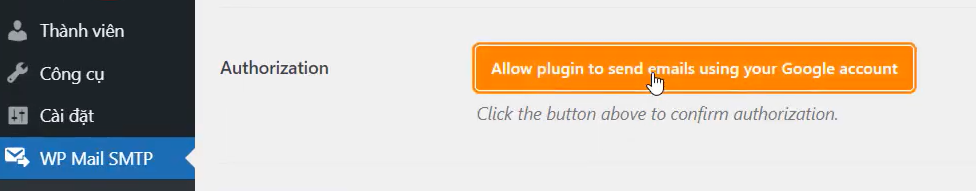 Thành viên
Công cụ
Cài đặt
WP Mail SMTP
Authorization
Allow plugin to send emails using your Google account
Click the button above to confirm authorization.